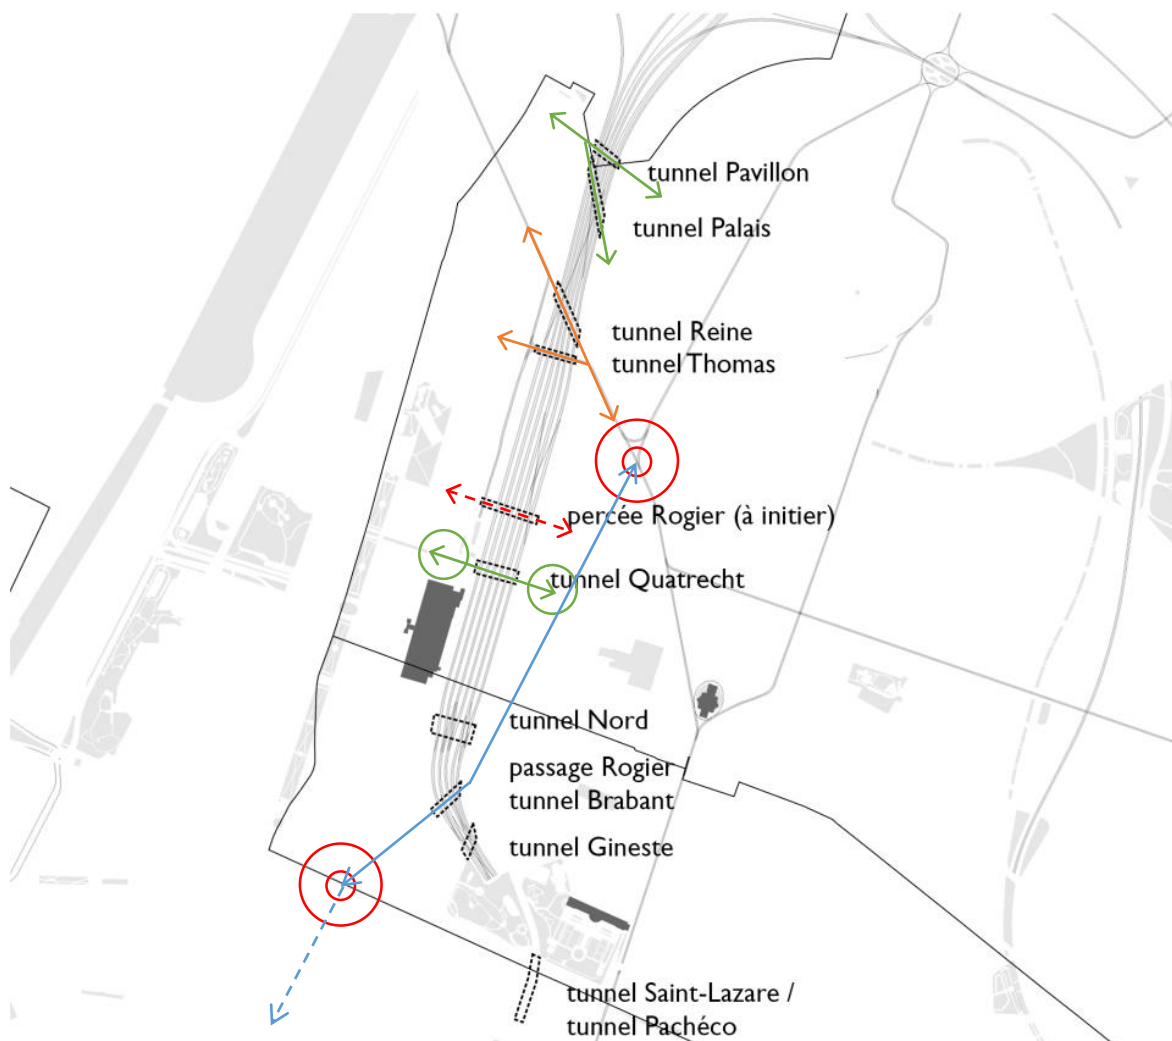 tunnel Pavillon
tunnel Palais
tunnel Reine
tunnel Thomas
percée Rogier (à initier)
tunnel Quatrecht
tunnel Nord
passage Rogier
tunnel Brabant
tunnel Gineste
tunnel Saint-Lazare /
tunnel Pachéco